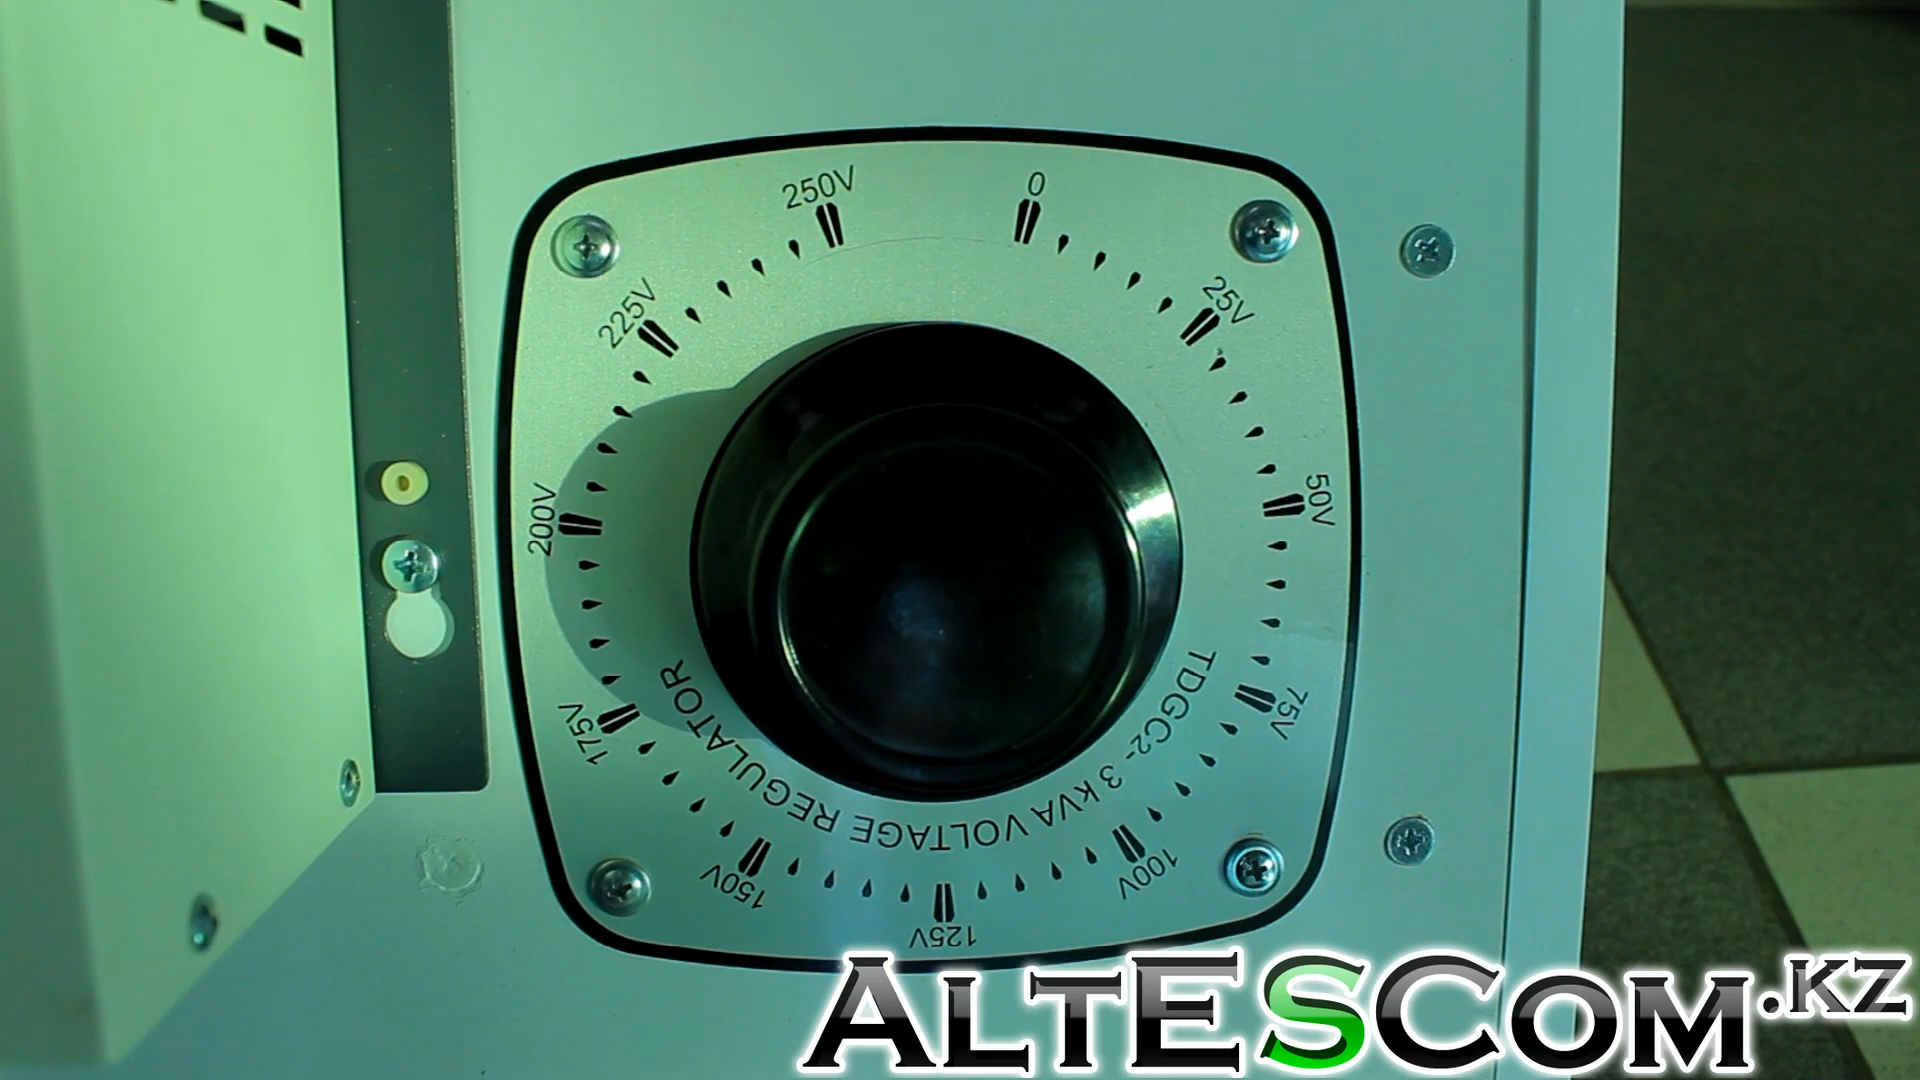 0
25V
50V
75V
100V
125V
150V
175V
200V
225V
250V
TDGC2- 3 kVA VOLTAGE REGULATOR
ALTESCOM.KZ